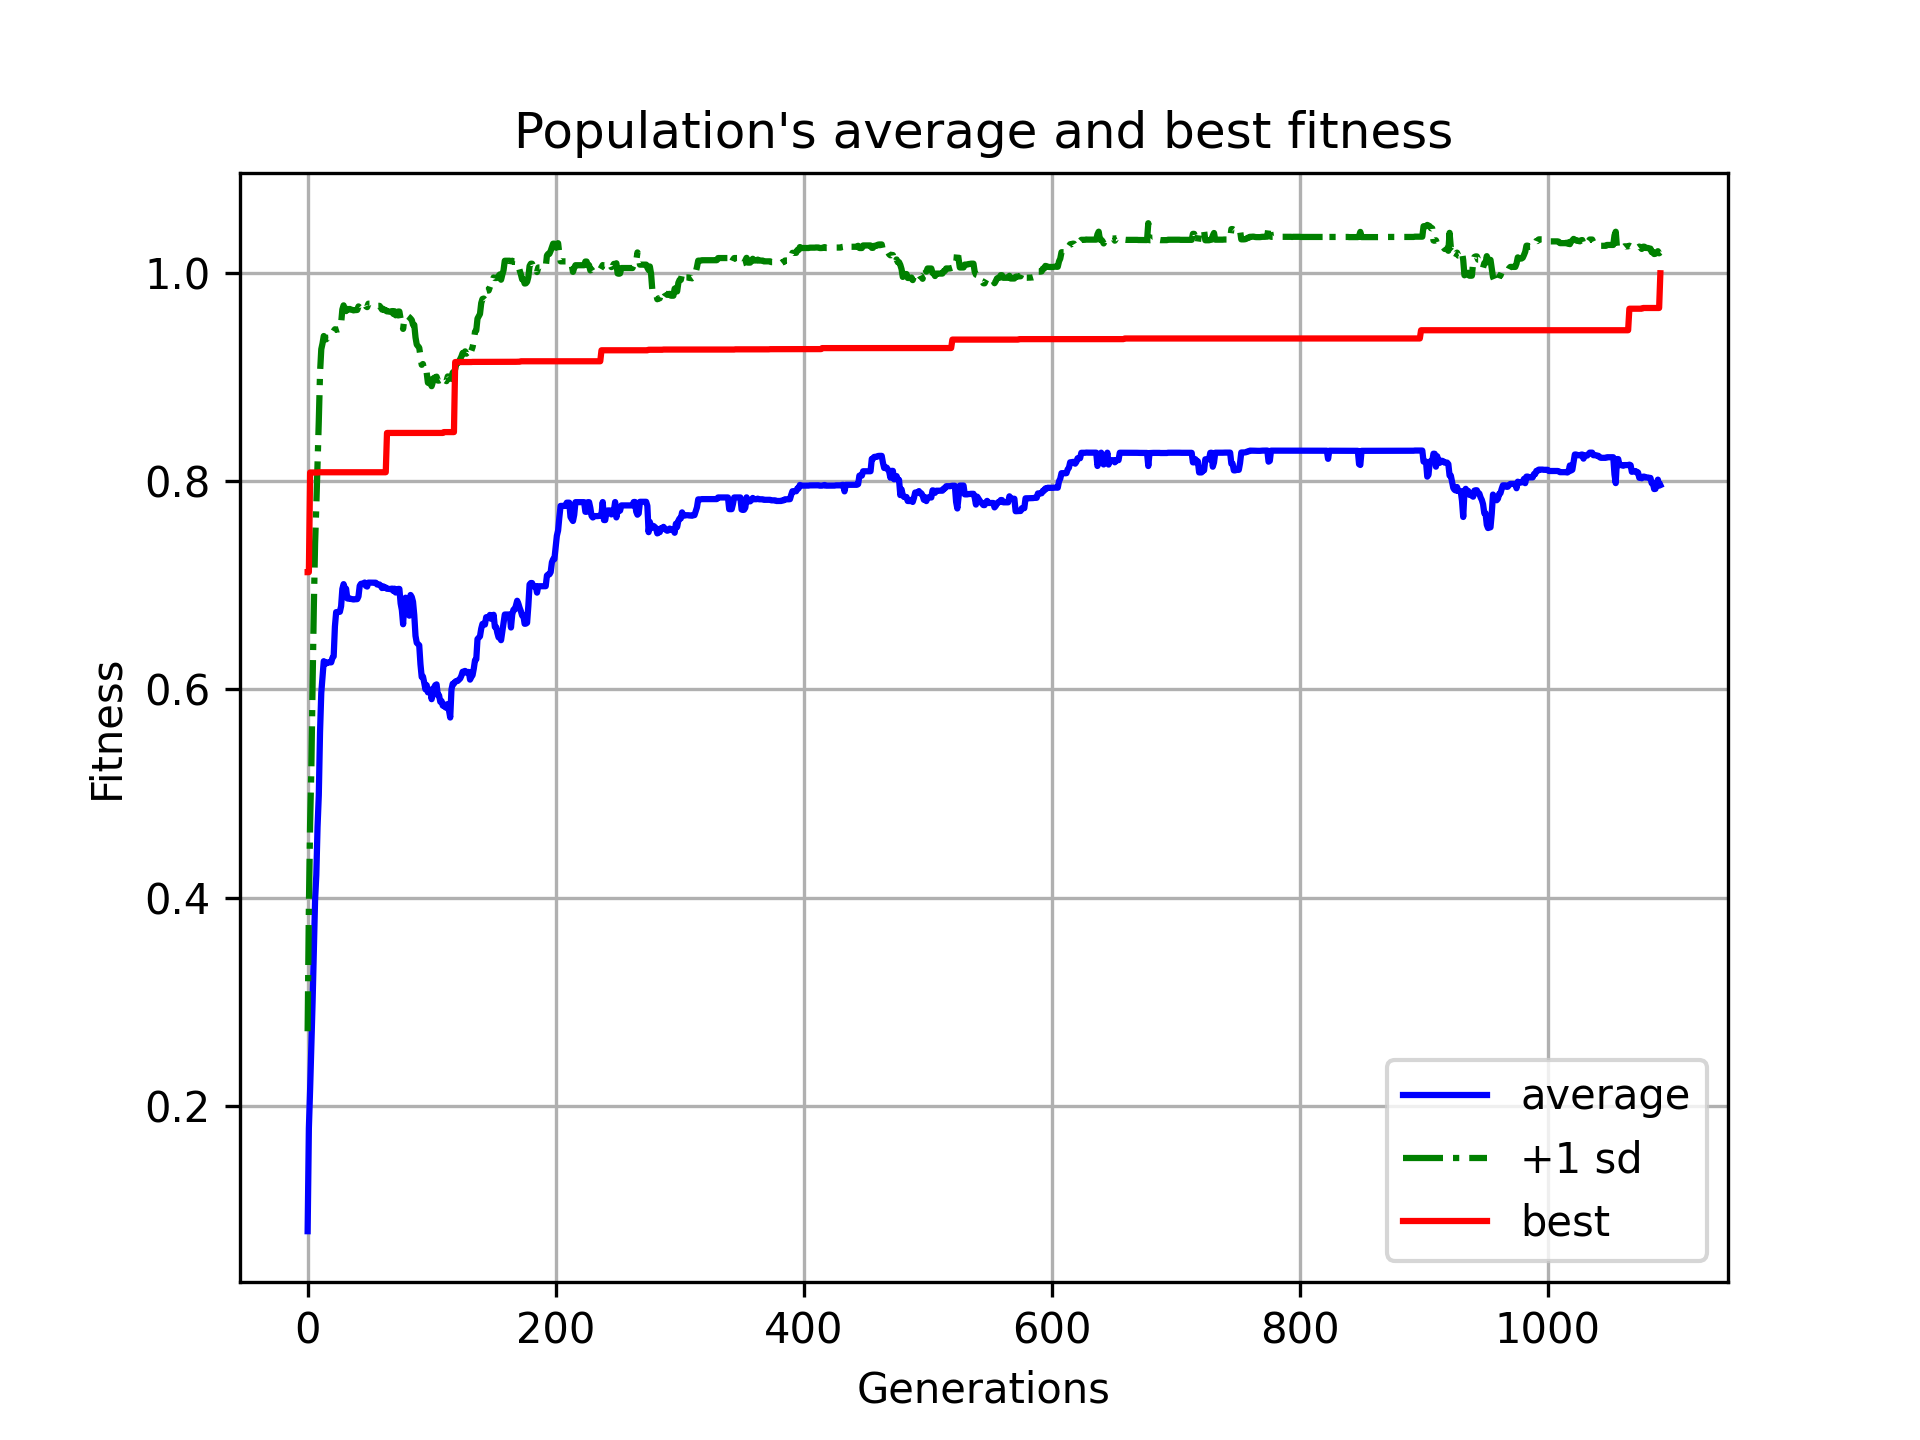 Population's average and best fitness
1.0
0.8
0.6
0.4
0.2
Fitness
0 200 400 600 800 1000
Generations
average
+1 sd
best